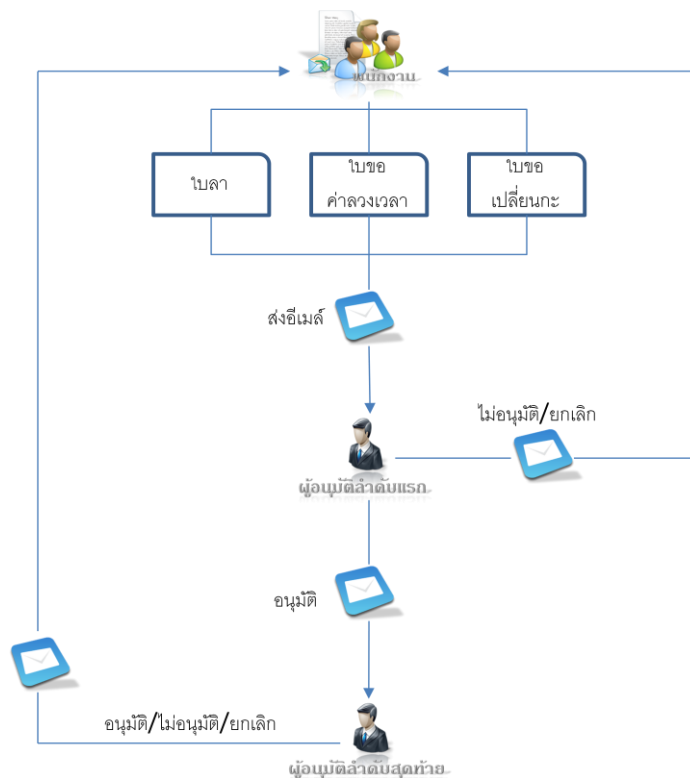 พนักงาน
ใบลา
ใบขอ
ค่าล่วงเวลา
ใบขอ
เปลี่ยนกะ
ส่งอีเมล์
ไม่อนุมัติ/ยกเลิก
ผู้อนุมัติลำดับแรก
อนุมัติ
อนุมัติ/ไม่อนุมัติ/ยกเลิก
ผู้อนุมัติลำดับสุดท้าย